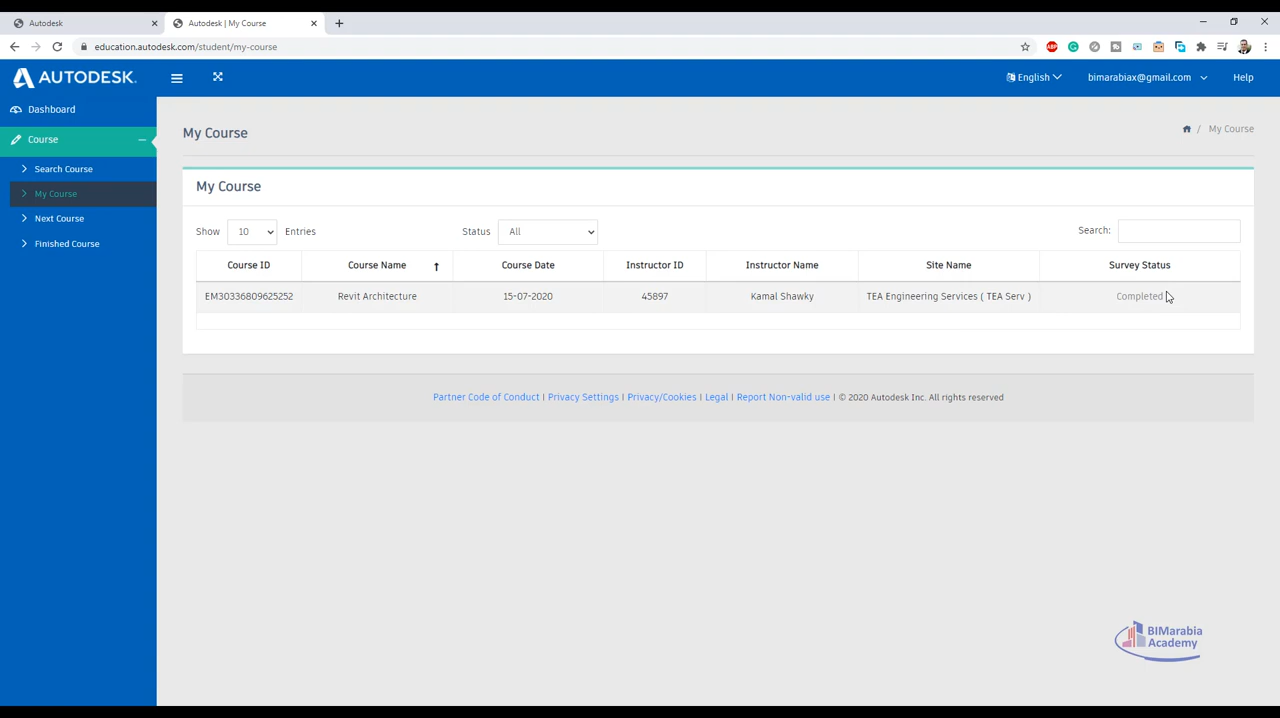 Autodesk
Autodesk | My Course
education.autodesk.com/student/my-course
ABP
AUTODESK.
English
bimarabiax@gmail.com
Help
Dashboard
Course
Search Course
My Course
Next Course
Finished Course
My Course
/ My Course
My Course
Show 10 Entries
Status All
Search:
Course ID Course Name Course Date Instructor ID Instructor Name Site Name Survey Status
EM30336809625252 Revit Architecture 15-07-2020 45897 Kamal Shawky TEA Engineering Services ( TEA Serv ) Completed
Partner Code of Conduct | Privacy Settings | Privacy/Cookies | Legal | Report Non-valid use | © 2020 Autodesk Inc. All rights reserved
BIMarabia
Academy